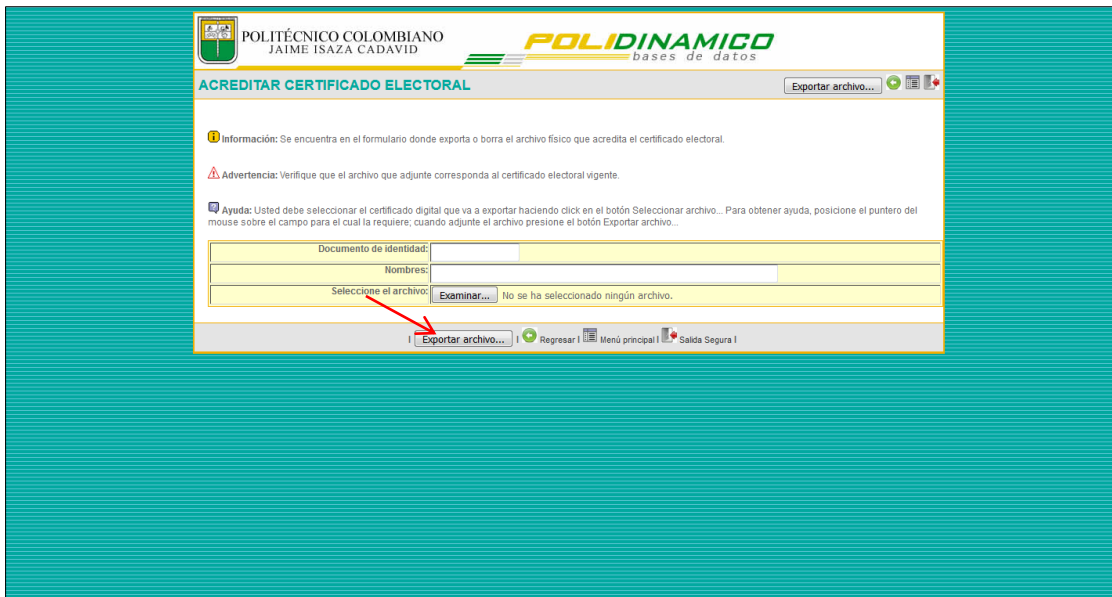 POLITÉCNICO COLOMBIANO
JAIME ISAZA CADAVID
POLIDINAMICO
bases de datos
ACREDITAR CERTIFICADO ELECTORAL
Exportar archivo...
Información: Se encuentra en el formulario donde exporta o borra el archivo físico que acredita el certificado electoral.
Advertencia: Verifique que el archivo que adjunte corresponda al certificado electoral vigente.
Ayuda: Usted debe seleccionar el certificado digital que va a exportar haciendo click en el botón Seleccionar archivo... Para obtener ayuda, posicione el puntero del
mouse sobre el campo para el cual la requiere; cuando adjunte el archivo presione el botón Exportar archivo...
Documento de identidad:
Nombres:
Seleccione el archivo: Examinar... No se ha seleccionado ningún archivo.
I Exportar archivo... I Regresar I Menú principal I Salida Segura I